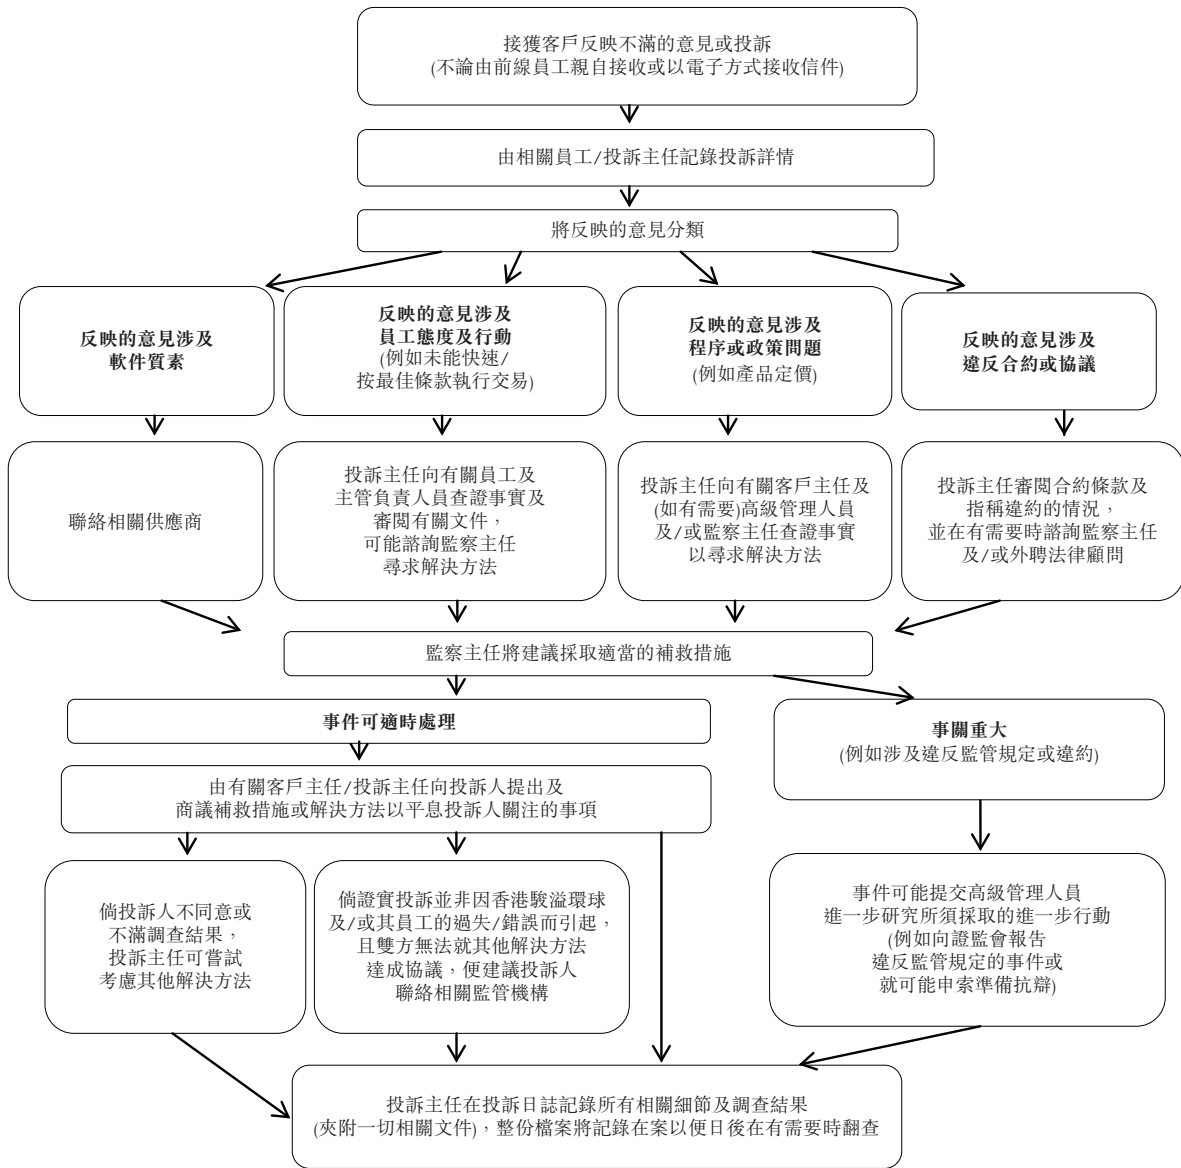 接獲客戶反映不滿的意見或投訴
(不論由前線員工親自接收或以電子方式接收信件)
由相關員工/投訴主任記錄投訴詳情
將反映的意見分類
反映的意見涉及
軟件質素
反映的意見涉及
員工態度及行動
(例如未能快速/
按最佳條款執行交易)
反映的意見涉及
程序或政策問題
(例如產品定價)
反映的意見涉及
違反合約或協議
聯絡相關供應商
投訴主任向有關員工及
主管負責人員查證事實及
審閱有關文件，
可能諮詢監察主任
尋求解決方法
投訴主任向有關客戶主任及
(如有需要)高級管理人員
及/或監察主任查證事實
以尋求解決方法
投訴主任審閱合約條款及
指稱違約的情況，
並在有需要時諮詢監察主任
及/或外聘法律顧問
監察主任將建議採取適當的補救措施
事件可適時處理
事關重大
(例如涉及違反監管規定或違約)
由有關客戶主任/投訴主任向投訴人提出及
商議補救措施或解決方法以平息投訴人關注的事項
倘投訴人不同意或
不滿調查結果，
投訴主任可嘗試
考慮其他解決方法
倘證實投訴並非因香港駿溢環球
及/或其員工的過失/錯誤而引起，
且雙方無法就其他解決方法
達成協議，便建議投訴人
聯絡相關監管機構
事件可能提交高級管理人員
進一步研究所須採取的進一步行動
(例如向證監會報告
違反監管規定的事件或
就可能申索準備抗辯)
投訴主任在投訴日誌記錄所有相關細節及調查結果
(夾附一切相關文件)，整份檔案將記錄在案以便日後在有需要時翻查